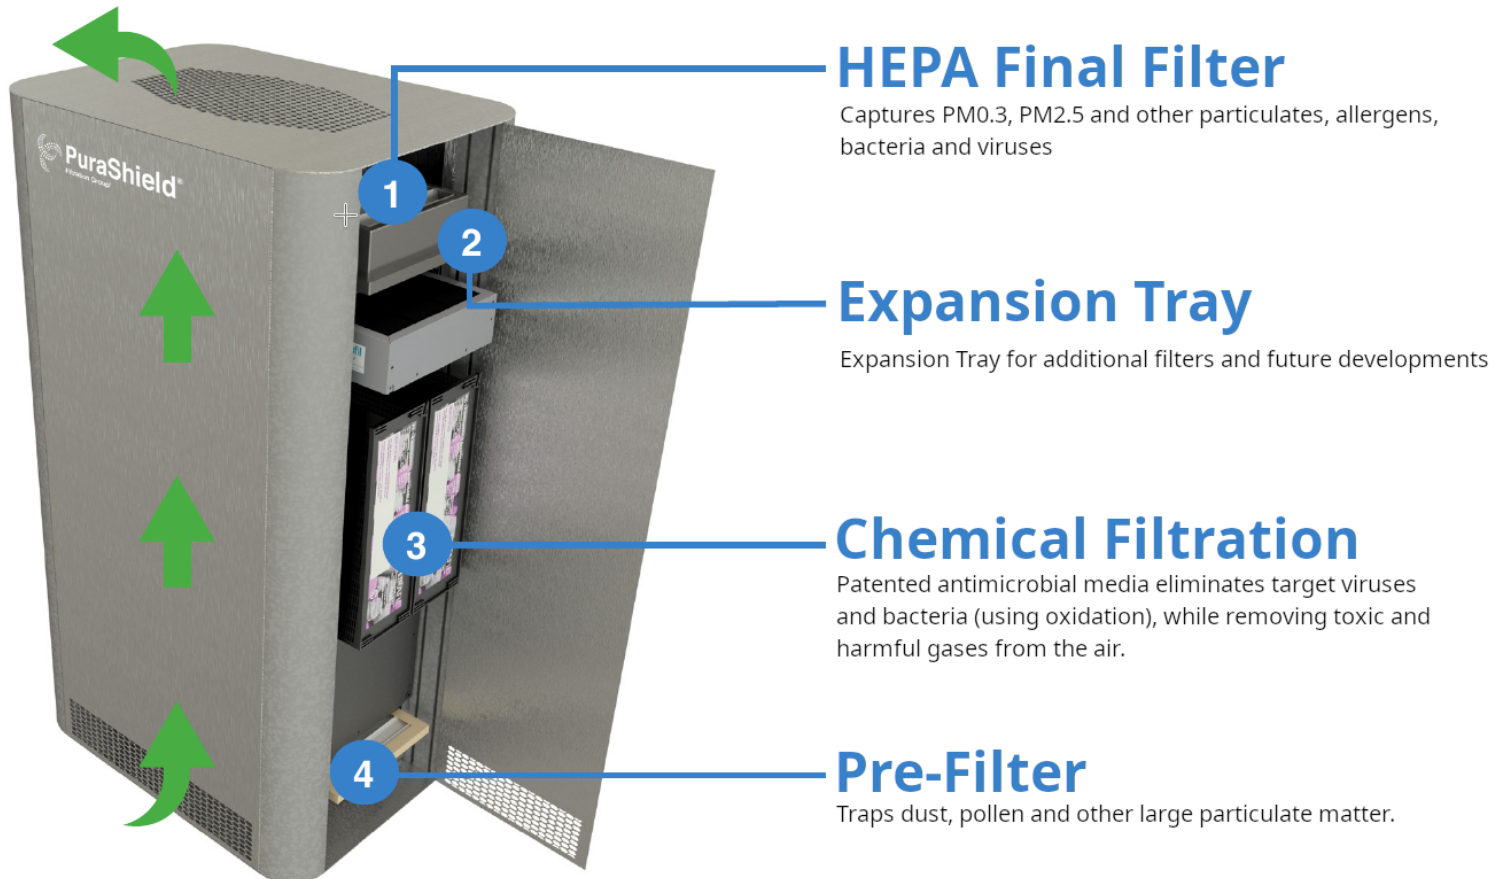 PuraShield®
Filtration Group®
1
2
3
4
HEPA Final Filter
Captures PM0.3, PM2.5 and other particulates, allergens,
bacteria and viruses
Expansion Tray
Expansion Tray for additional filters and future developments
Chemical Filtration
Patented antimicrobial media eliminates target viruses
and bacteria (using oxidation), while removing toxic and
harmful gases from the air.
Pre-Filter
Traps dust, pollen and other large particulate matter.